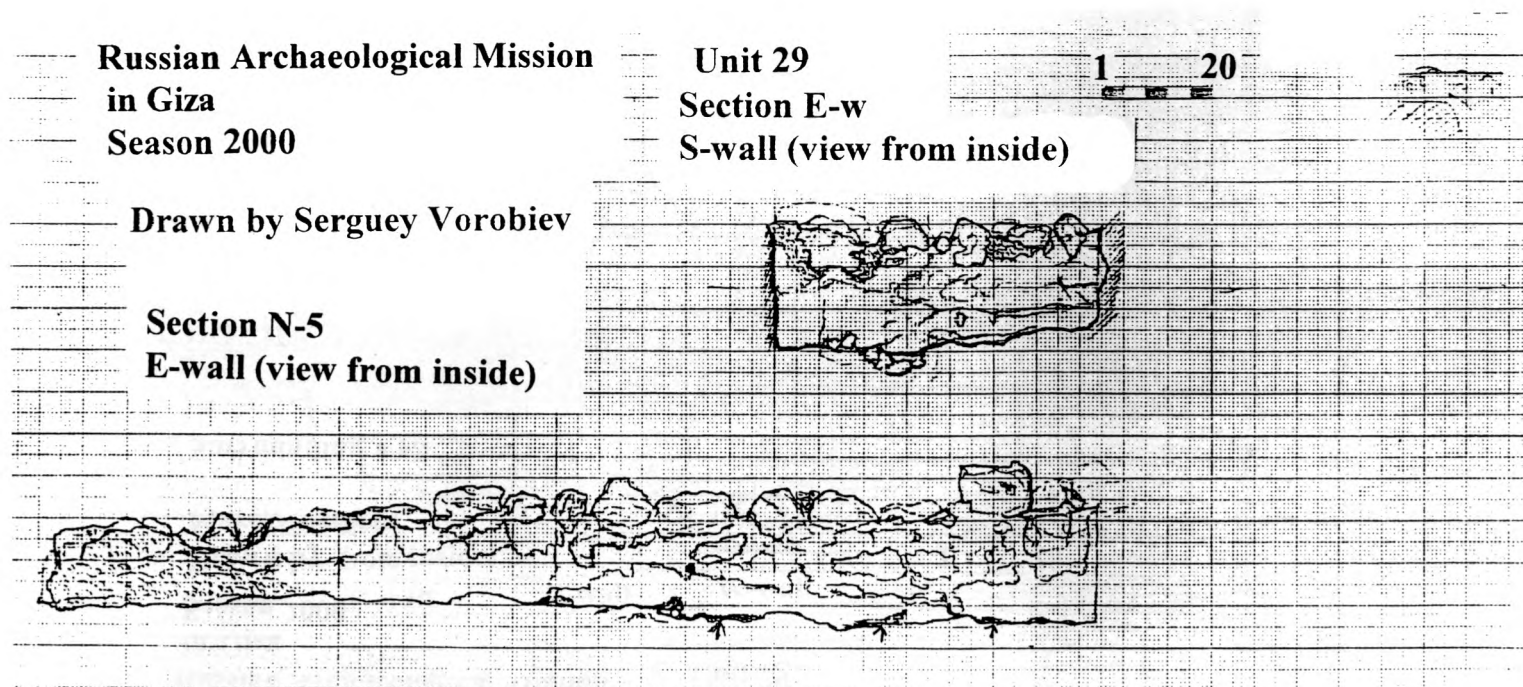 Russian Archaeological Mission
in Giza
Season 2000
Drawn by Serguey Vorobiev
Section N-5
E-wall (view from inside)
Unit 29
Section E-w
S-wall (view from inside)
1 20